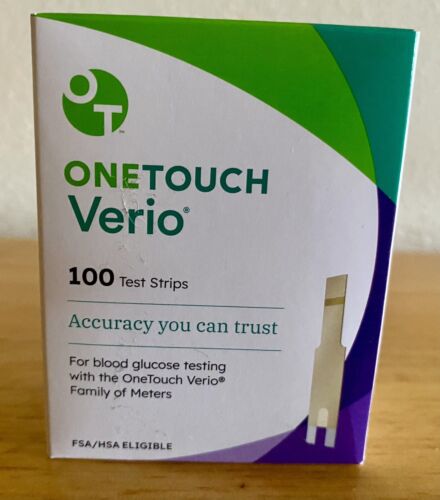 OT™
ONETOUCH
Verio®
100 Test Strips
Accuracy you can trust
For blood glucose testing
with the OneTouch Verio®
Family of Meters
FSA/HSA ELIGIBLE